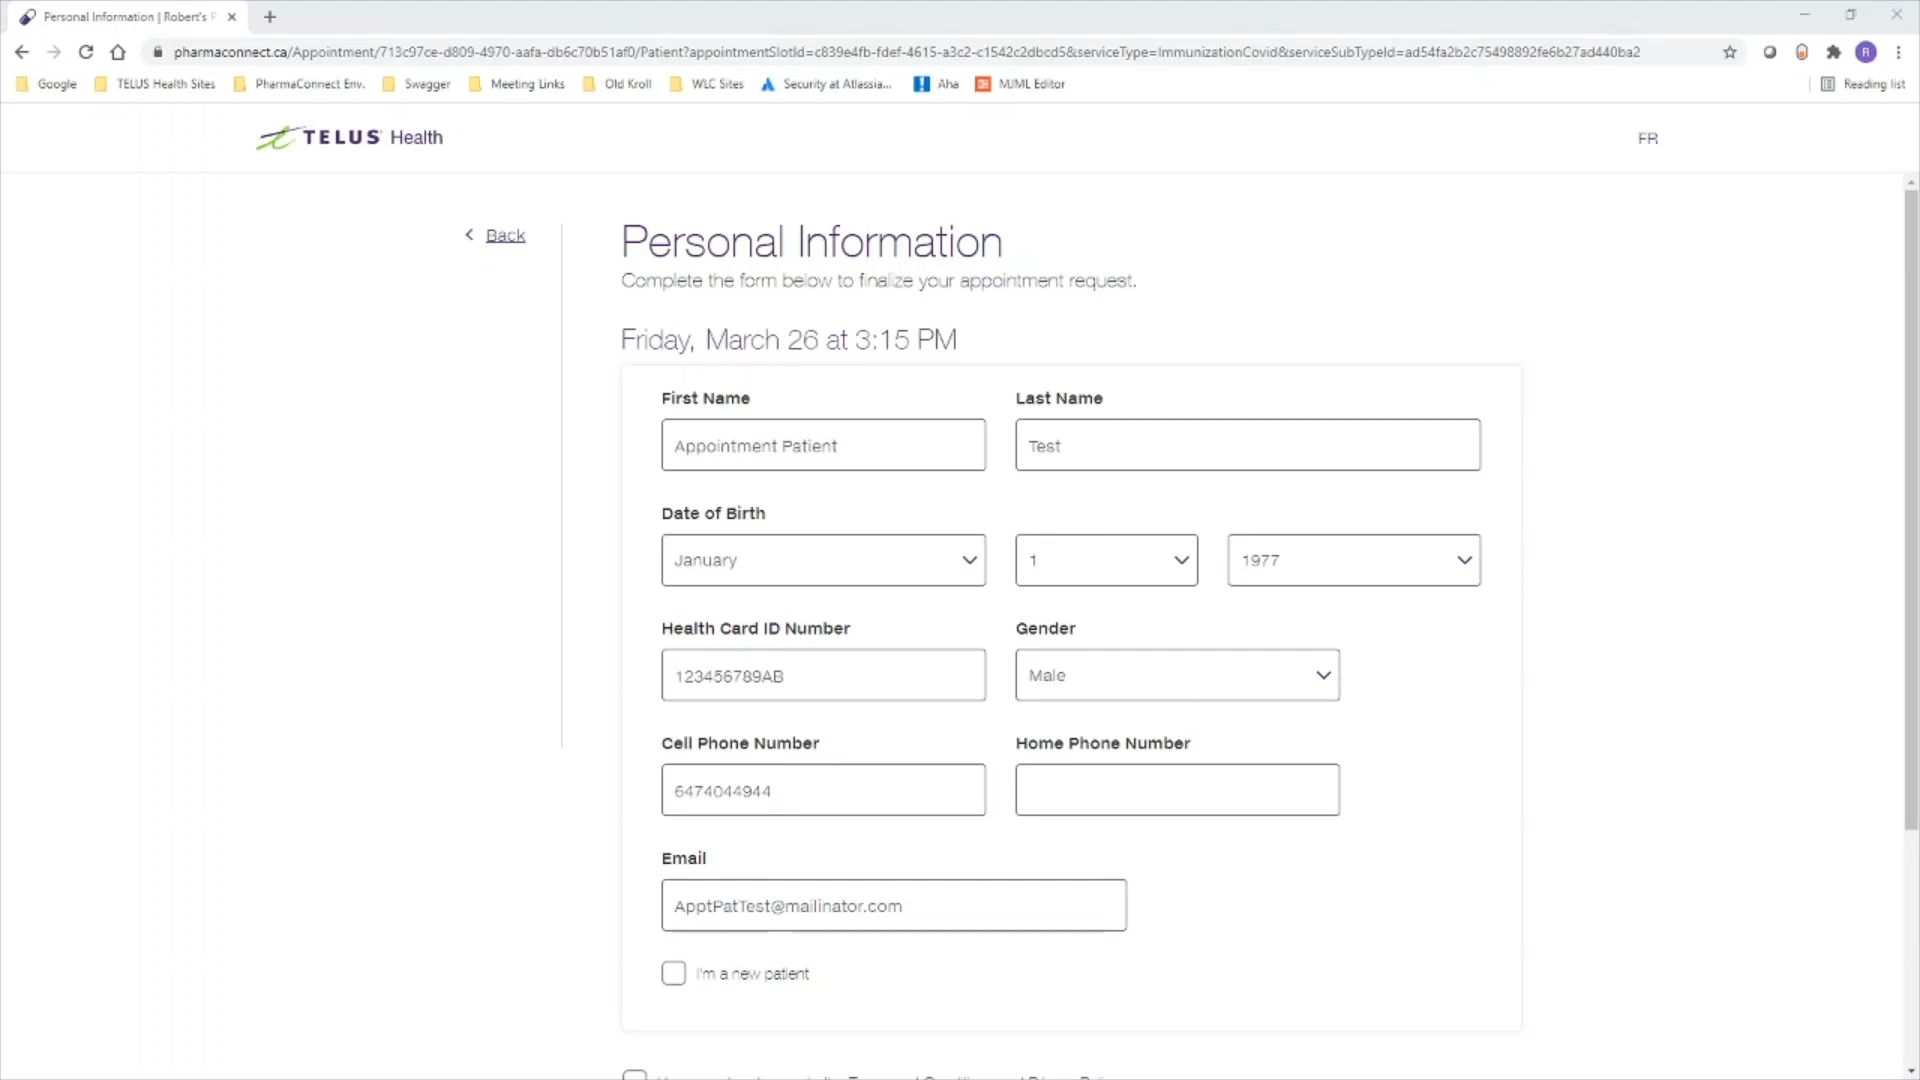 Personal Information | Robert's P
pharmaconnect.ca/Appointment/713c97ce-d809-4970-aafa-db6c70b51af0/Patient?appointmentSlotId=c839e4fb-fdef-4615-a3c2-c1542c2dbcd5&serviceType=ImmunizationCovid&serviceSubTypeId=ad54fa2b2c75498892fe6b27ad440ba2
R
Google TELUS Health Sites PharmaConnect Env. Swagger Meeting Links Old Kroll WLC Sites Security at Atlassia... Aha MJML Editor Reading list
TELUS Health
FR
Back
Personal Information
Complete the form below to finalize your appointment request.
Friday, March 26 at 3:15 PM
First Name Last Name
Appointment Patient Test
Date of Birth
January 1 1977
Health Card ID Number Gender
123456789AB Male
Cell Phone Number Home Phone Number
6474044944
Email
ApptPatTest@mailinator.com
I'm a new patient